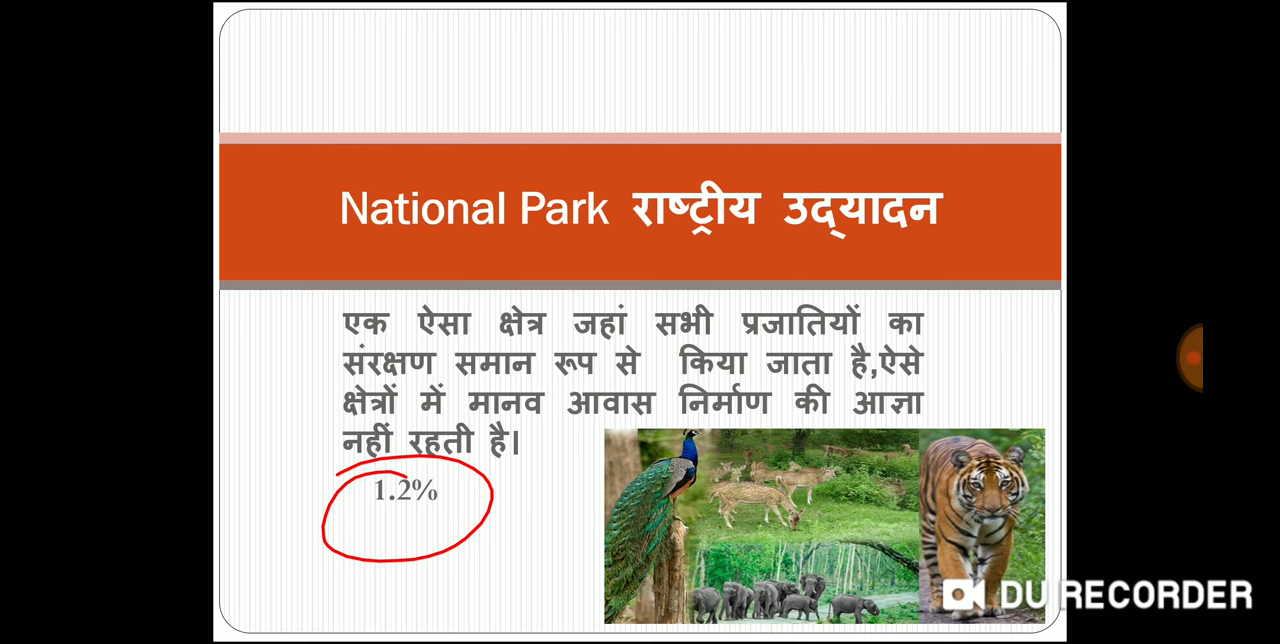 National Park राष्ट्रीय उद्यादन
एक ऐसा क्षेत्र जहां सभी प्रजातियों का
संरक्षण समान रूप से किया जाता है,ऐसे
क्षेत्रों में मानव आवास निर्माण की आज्ञा
नहीं रहती है।
1.2%
DU RECORDER